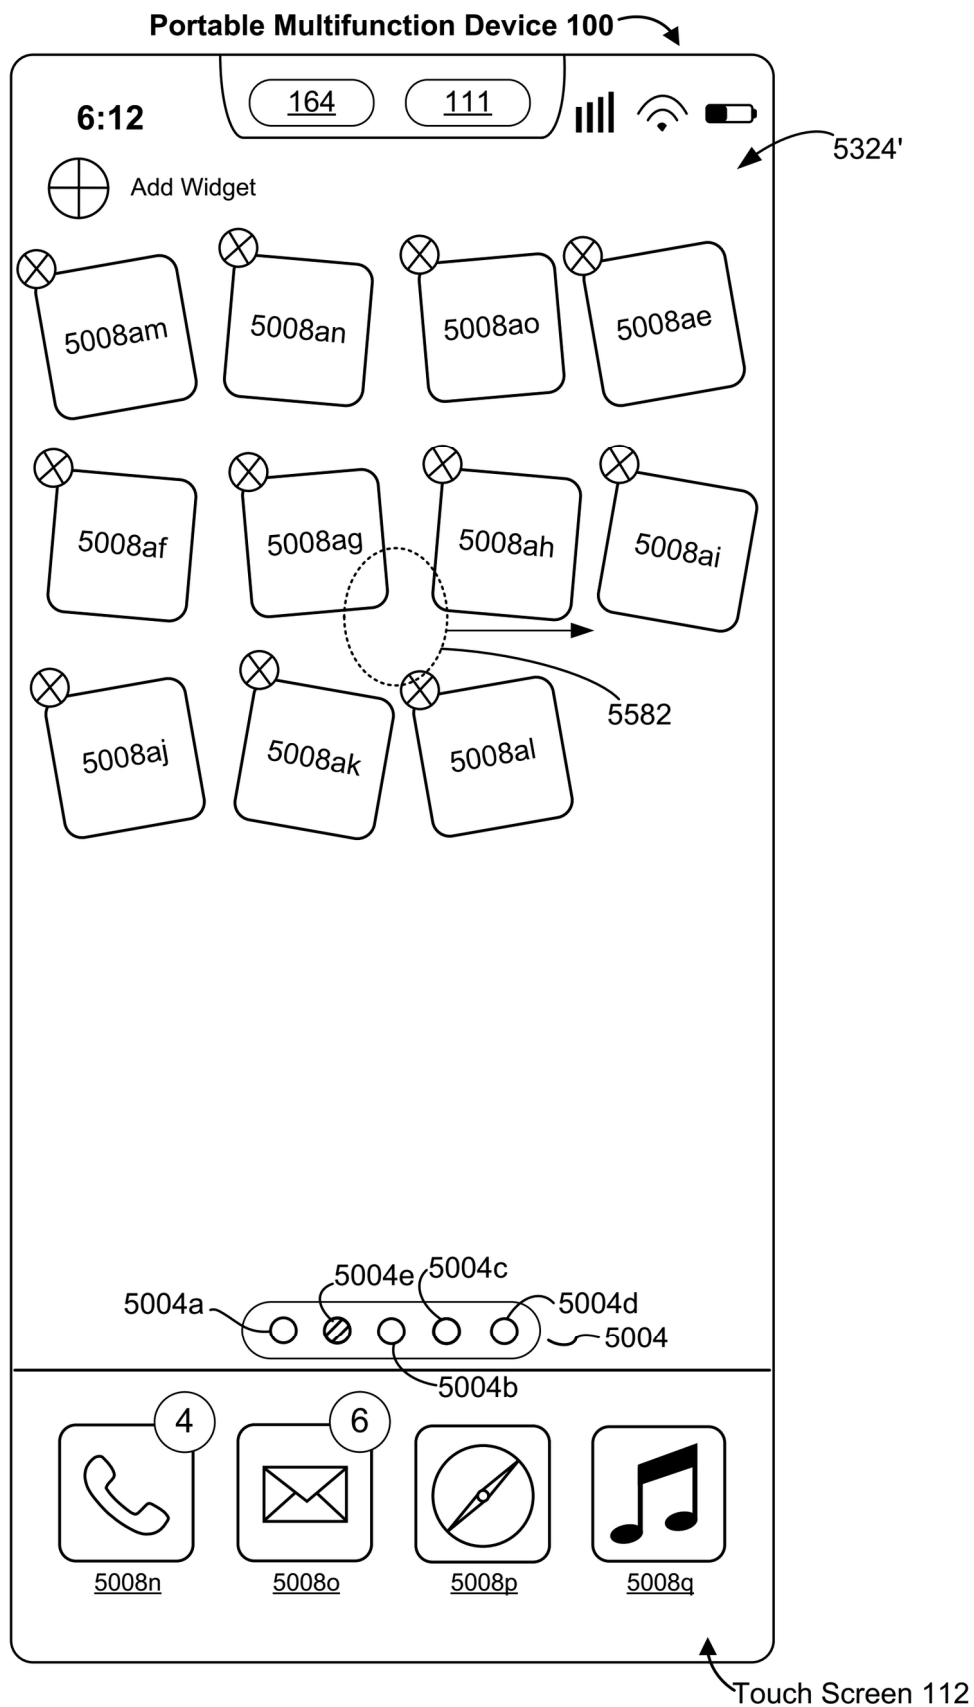 Portable Multifunction Device 100
6:12
164
111
5324'
Add Widget
5008am
5008an
5008ao
5008ae
5008af
5008ag
5008ah
5008ai
5582
5008aj
5008ak
5008al
5004a
5004e
5004c
5004d
5004
5004b
4
6
5008n
5008o
5008p
5008q
Touch Screen 112